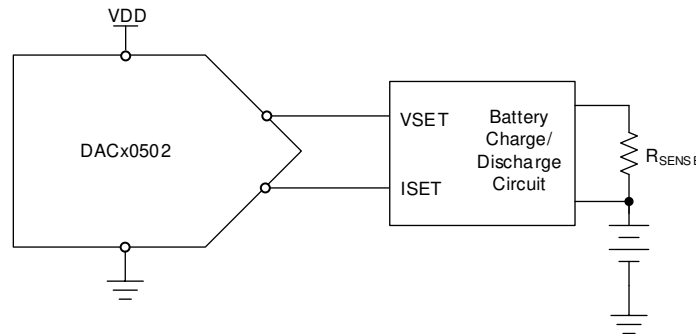 VDD
DACx0502
VSET
ISET
Battery
Charge/
Discharge
Circuit
RSENSE